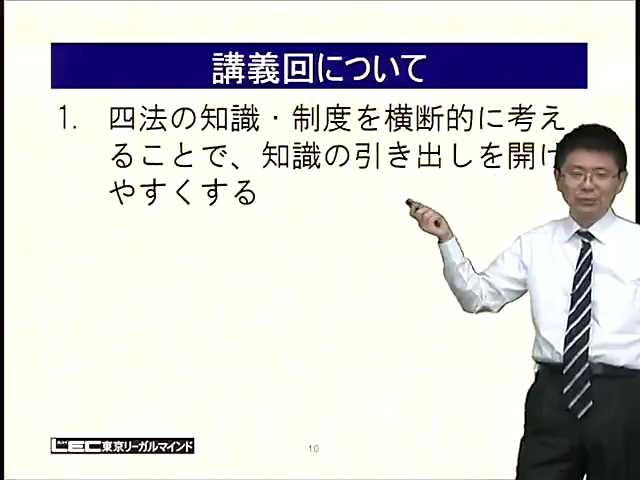 講義回について
1. 四法の知識・制度を横断的に考え
ることで、知識の引き出しを開け
やすくする
LEC東京リーガルマインド
10